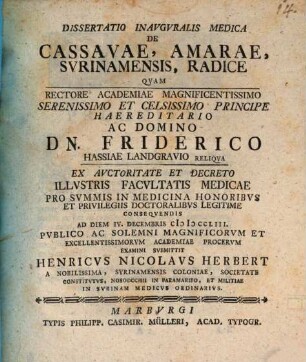 DISSERTATIO INAVGVRALIS MEDICA
DE
CASSAVAE, AMARAE,
SVRINAMENSIS, RADICE
QVAM
RECTORE ACADEMIAE MAGNIFICENTISSIMO
SERENISSIMO ET CELSISSIMO PRINCIPE
HAEREDITARIO
AC DOMINO
DN. FRIDERICO
HASSIAE LANDGRAVIO RELIQVA
EX AVCTORITATE ET DECRETO
ILLVSTRIS FACVLTATIS MEDICAE
PRO SVMMIS IN MEDICINA HONORIBVS
ET PRIVILEGIIS DOCTORALIBVS LEGITIME
CONSEQVENDIS
AD DIEM IV. DECEMBRIS CIƆIƆCCLIII.
PVBLICO AC SOLEMNI MAGNIFICORVM ET
EXCELLENTISSIMORVM ACADEMIAE PROCERVM
EXAMINI SVBMITTIT
HENRICVS NICOLAVS HERBERT
A NOBILISSIMA, SVRINAMENSIS COLONIAE, SOCIETATE
CONSTITVTVS, NOSOCOMII IN PARAMARIBO, ET MILITIAE
IN SVRINAM MEDICVS ORDINARIVS.
MARBVRGI
TYPIS PHILIPP. CASIMIR. MÜLLERI, ACAD. TYPOGR.